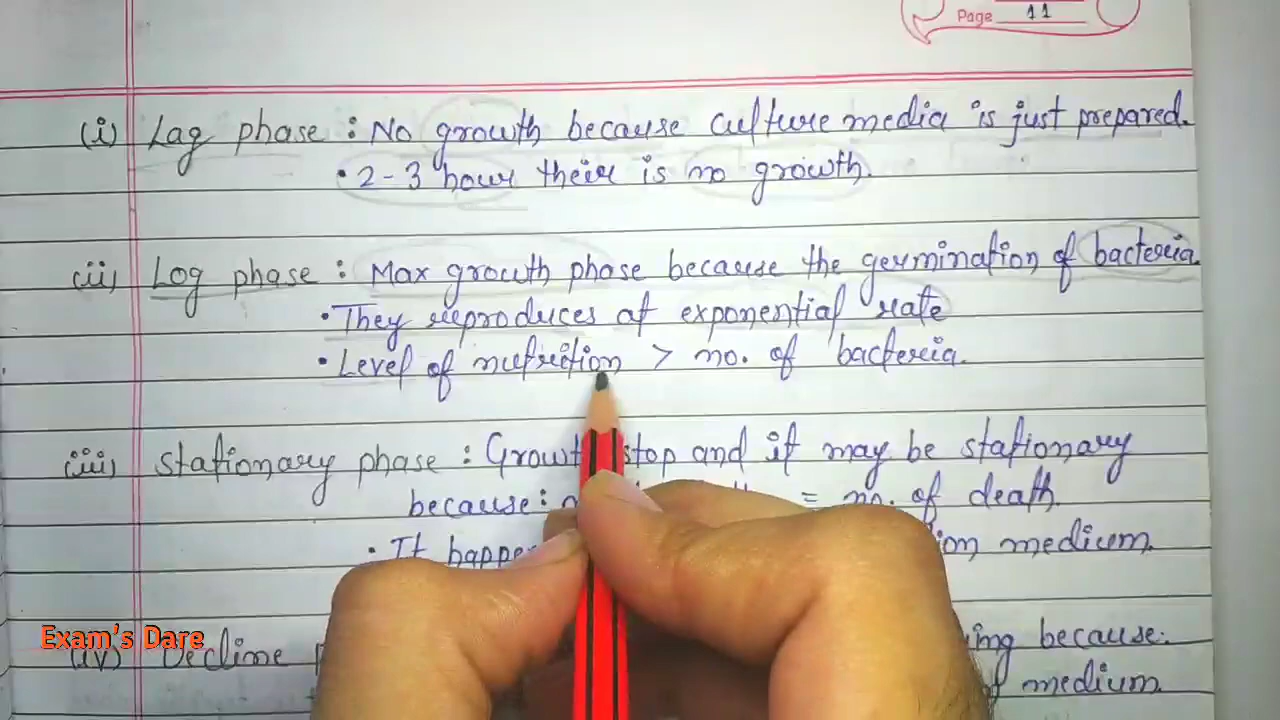 Page 11
(i) Lag phase : No growth because culture media is just prepared.
• 2-3 hour their is no growth.
(ii) Log phase : Max growth phase because the germination of bacteria.
• They reproduces at exponential rate
• Level of nutrition > no. of bacteria.
(iii) Stationary phase : Growth stop and it may be stationary
because : = no. of death.
• It medium.
(iv) Decline because:
medium.
Exam's Dare